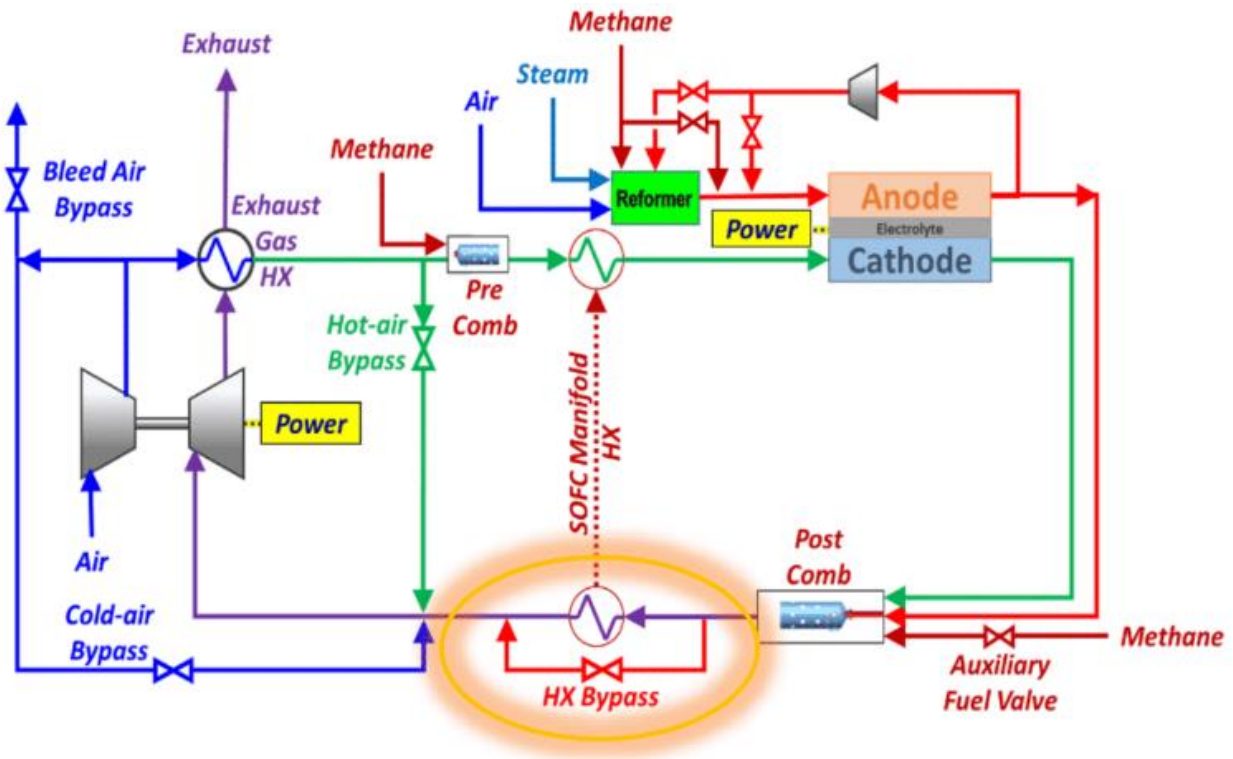 Methane
Exhaust
Steam
Air
Methane
Bleed Air
Bypass
Reformer
Anode
Exhaust
Gas
HX
Power
Electrolyte
Cathode
Pre
Comb
Hot-air
Bypass
SOFC Manifold
HX
Power
Air
Post
Comb
Cold-air
Bypass
Methane
HX Bypass
Auxiliary
Fuel Valve